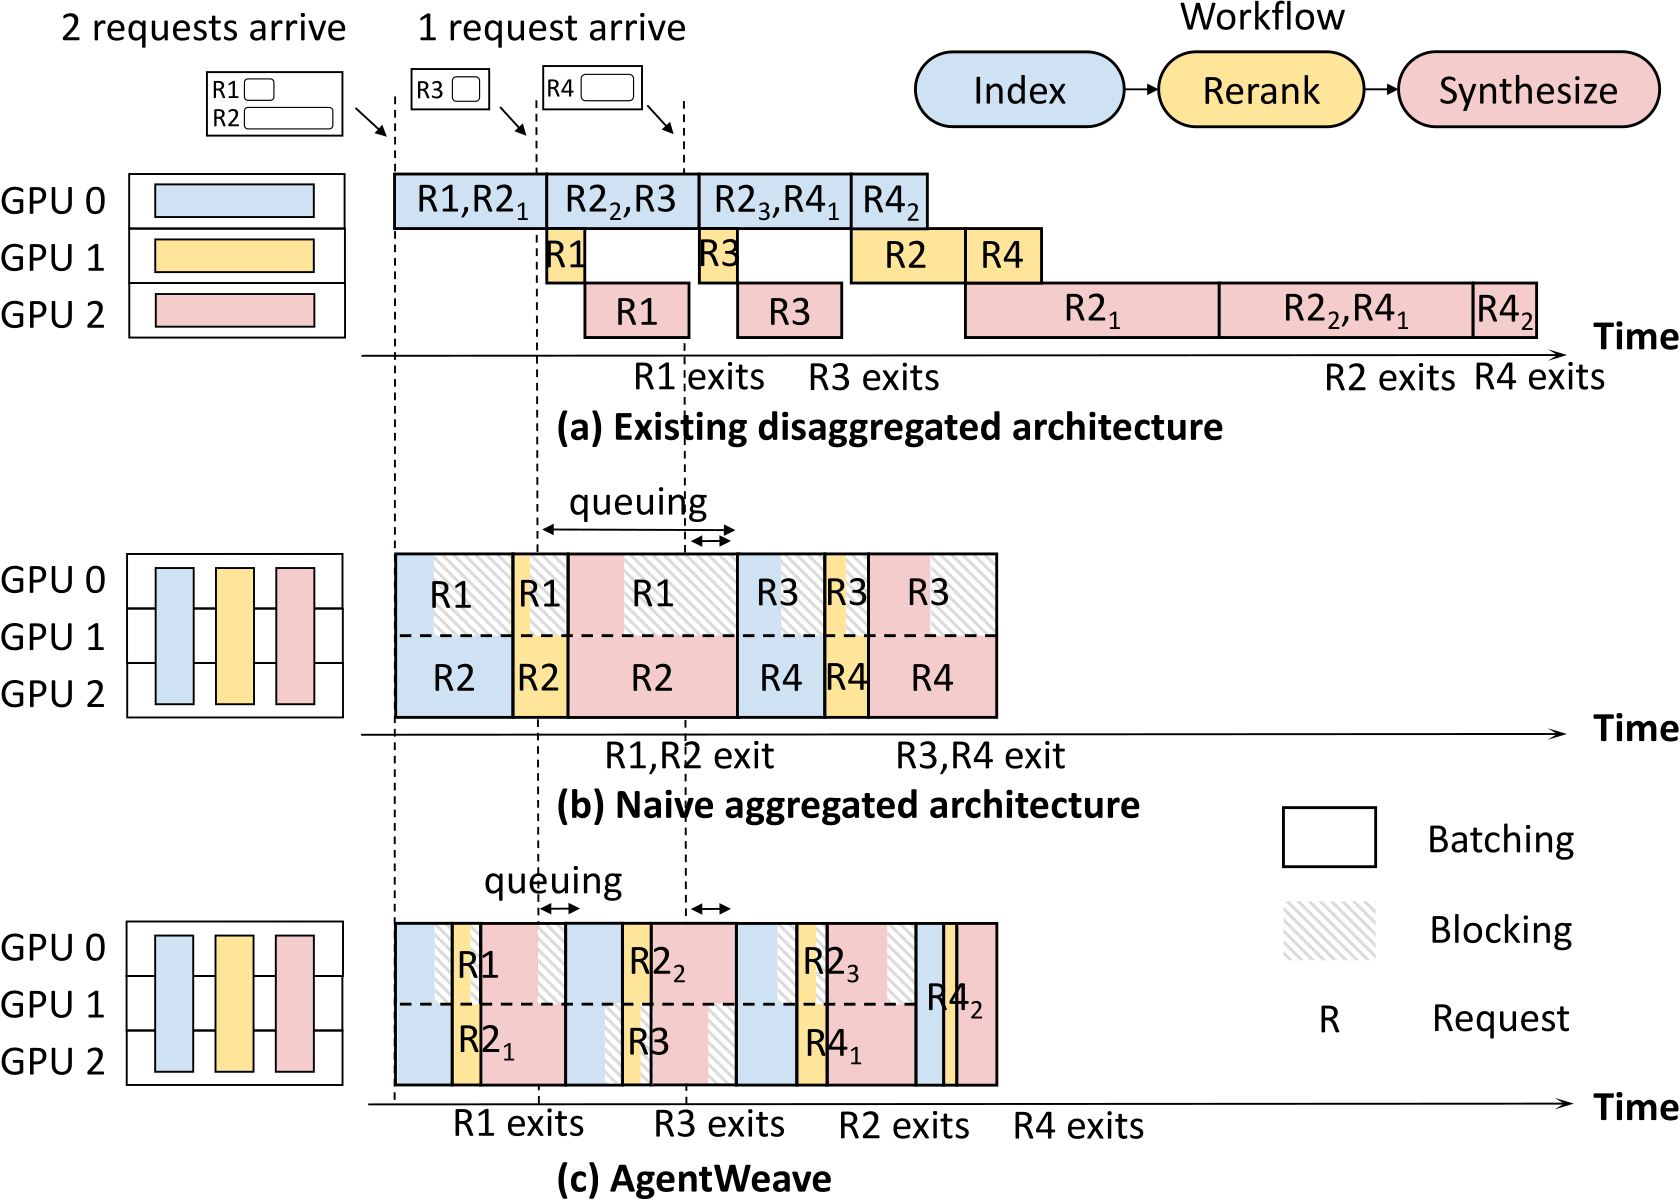 2 requests arrive
1 request arrive
Workflow
R1
R2
R3
R4
Index
Rerank
Synthesize
GPU 0
R1,R2₁
R2₂,R3
R2₃,R4₁
R4₂
GPU 1
R1
R3
R2
R4
GPU 2
R1
R3
R2₁
R2₂,R4₁
R4₂
Time
R1 exits
R3 exits
R2 exits
R4 exits
(a) Existing disaggregated architecture
queuing
GPU 0
R1
R1
R1
R3
R3
R3
GPU 1
GPU 2
R2
R2
R2
R4
R4
R4
Time
R1,R2 exit
R3,R4 exit
(b) Naive aggregated architecture
Batching
queuing
GPU 0
R1
R2₂
R2₃
Blocking
GPU 1
R4₂
R Request
GPU 2
R2₁
R3
R4₁
Time
R1 exits
R3 exits
R2 exits
R4 exits
(c) AgentWeave